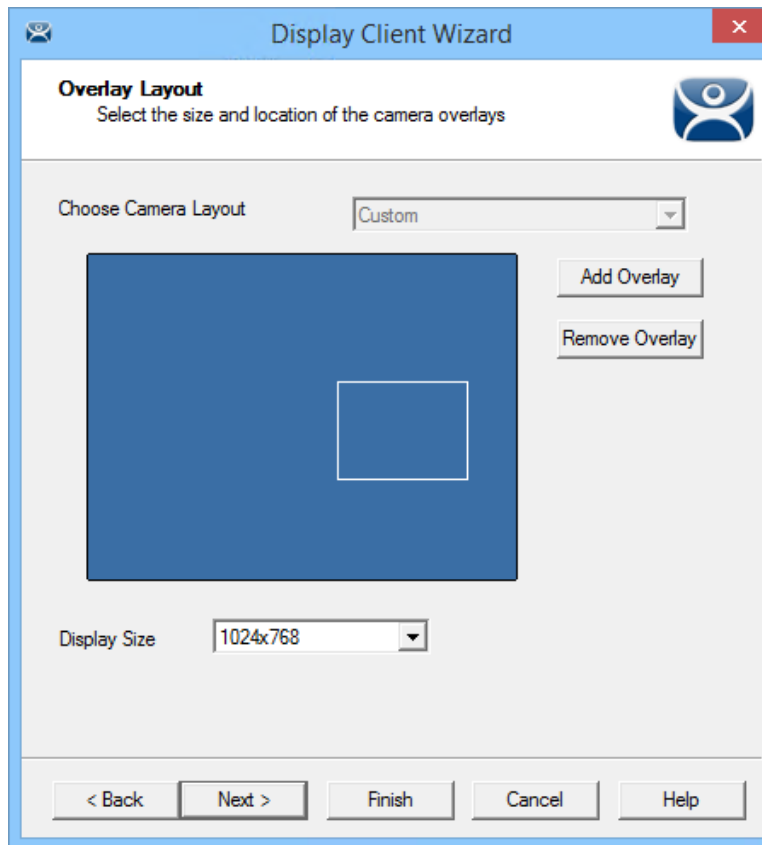 Display Client Wizard
Overlay Layout
Select the size and location of the camera overlays
Choose Camera Layout
Custom
Add Overlay
Remove Overlay
Display Size
1024x768
< Back
Next >
Finish
Cancel
Help